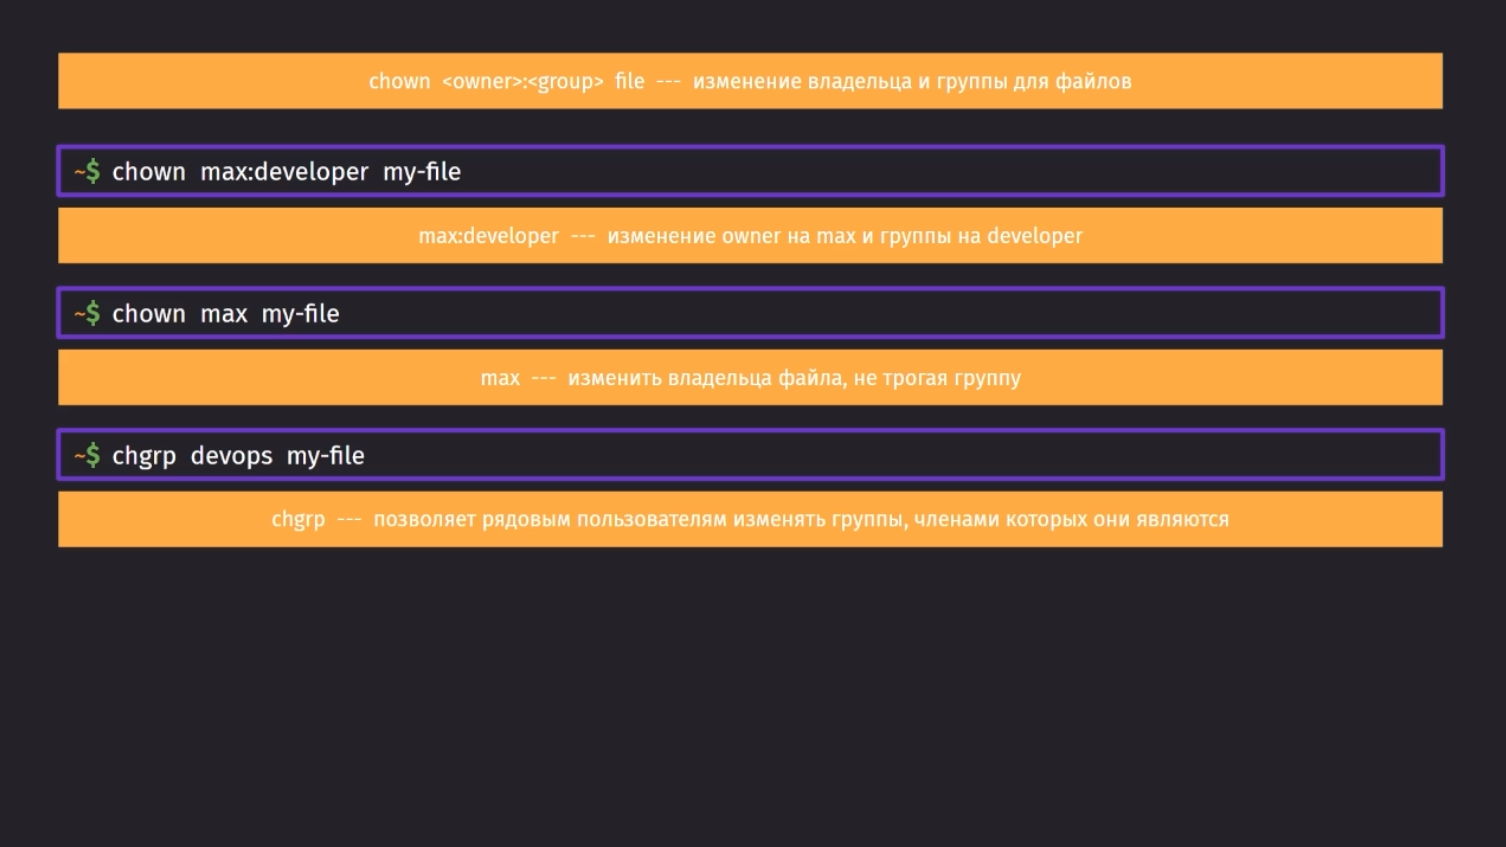 chown <owner>:<group> file --- изменение владельца и группы для файлов
~$ chown max:developer my-file
max:developer --- изменение owner на max и группы на developer
~$ chown max my-file
max --- изменить владельца файла, не трогая группу
~$ chgrp devops my-file
chgrp --- позволяет рядовым пользователям изменять группы, членами которых они являются